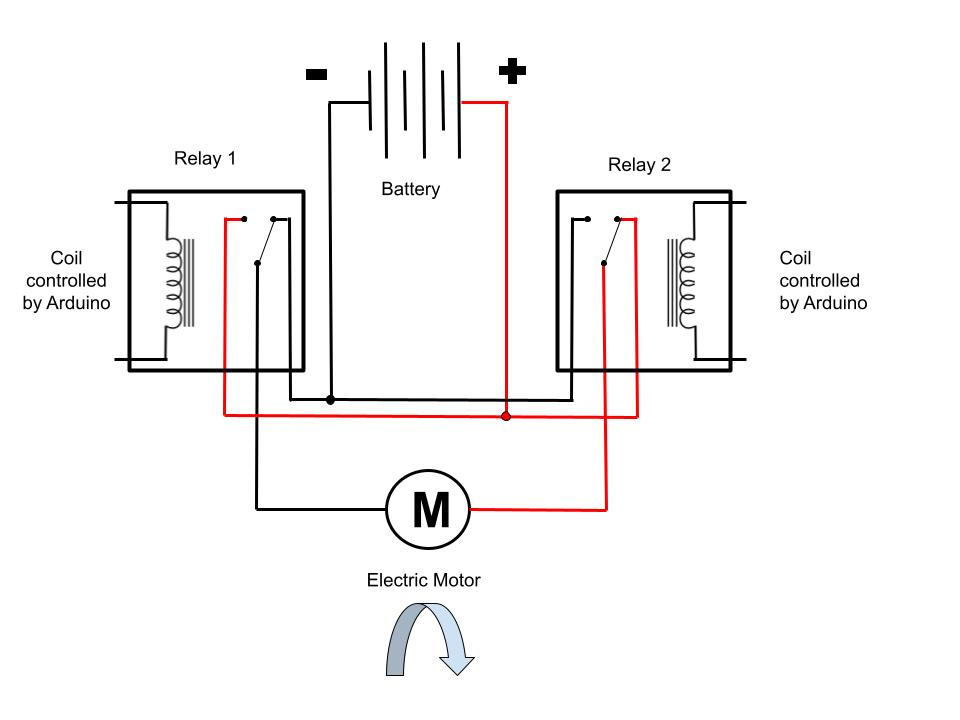 -
+
Battery
Relay 1
Relay 2
Coil
controlled
by Arduino
Coil
controlled
by Arduino
M
Electric Motor